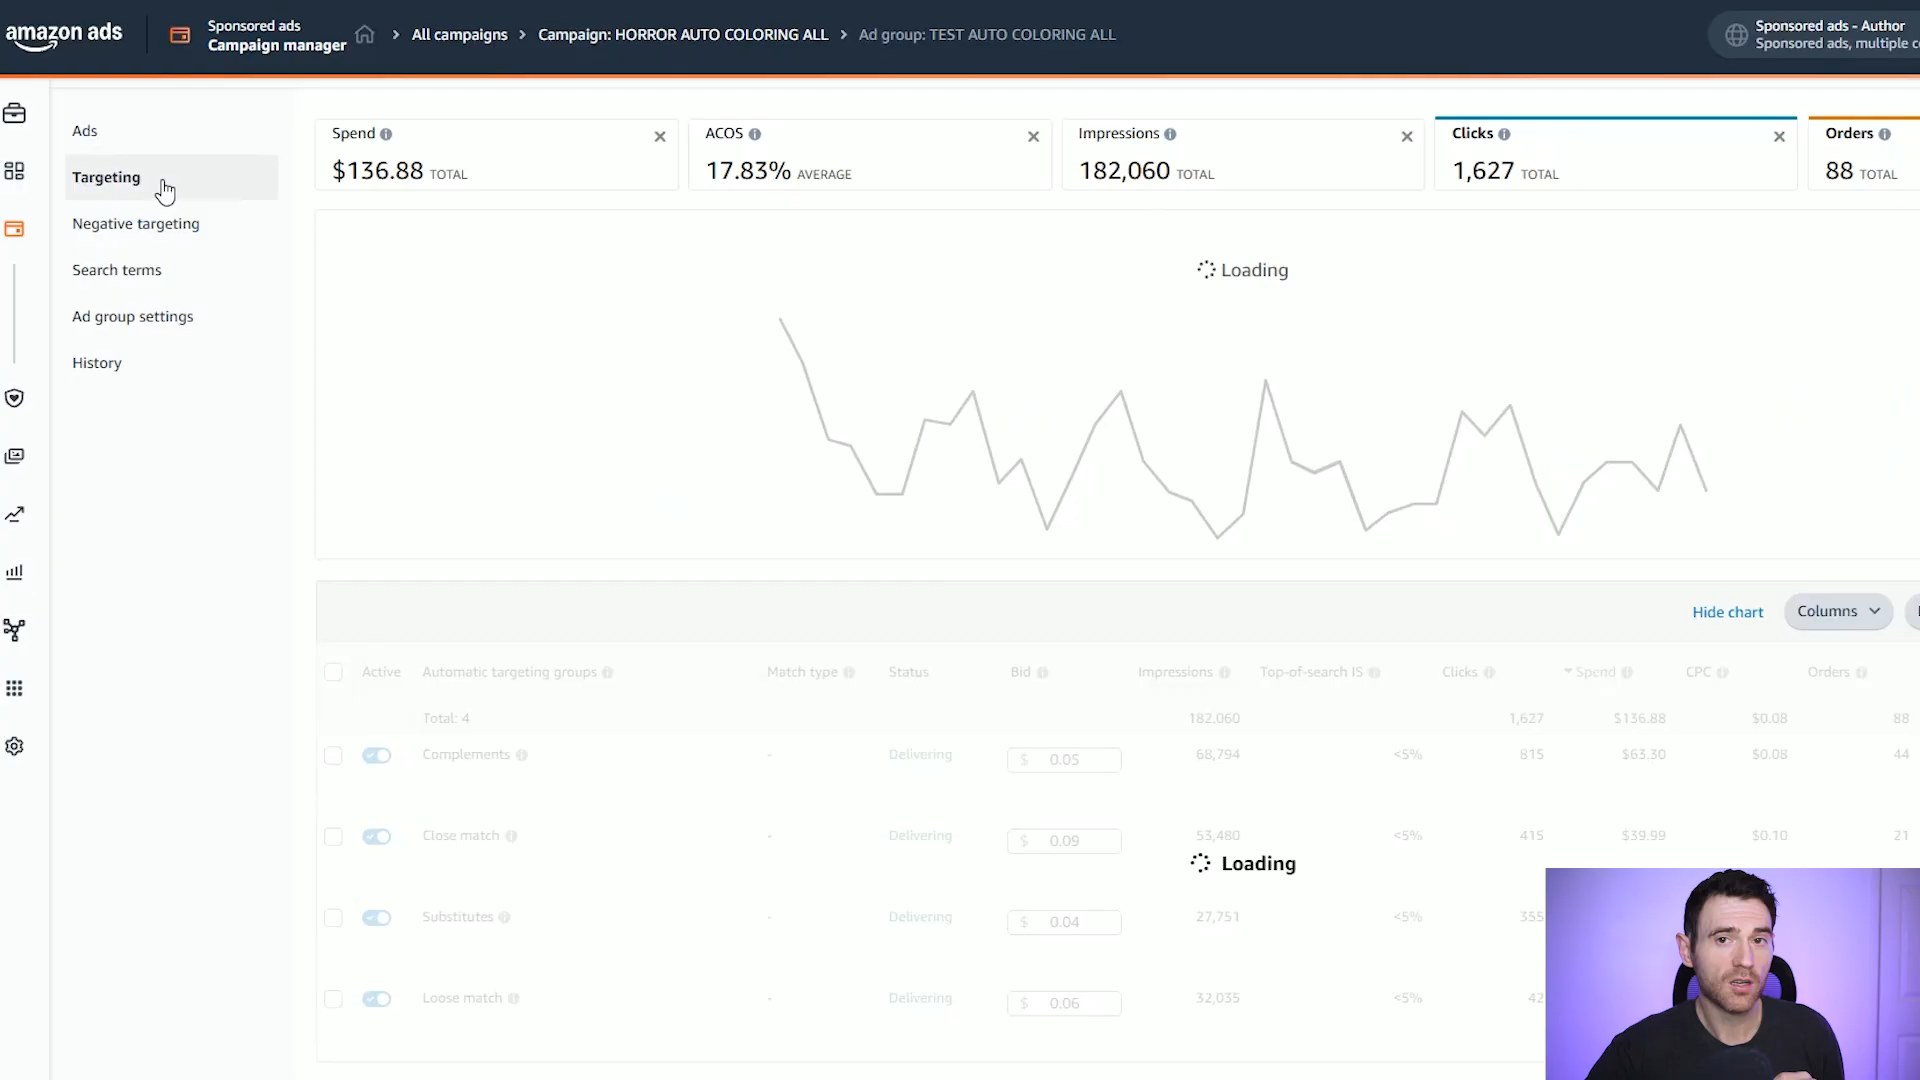 amazon ads
Sponsored ads
Campaign manager
All campaigns
Campaign: HORROR AUTO COLORING ALL
Ad group: TEST AUTO COLORING ALL
Sponsored ads - Author
Sponsored ads, multiple
Ads
Targeting
Negative targeting
Search terms
Ad group settings
History
Spend
$136.88 TOTAL
ACOS
17.83% AVERAGE
Impressions
182,060 TOTAL
Clicks
1,627 TOTAL
Orders
88 TOTAL
Loading
Hide chart
Columns
Active Automatic targeting groups Match type Status Bid Impressions Top-of-search IS Clicks Spend CPC Orders
Total: 4 182,060 1,627 $136.88 $0.08 88
Complements - Delivering $ 0.05 68,794 <5% 815 $63.30 $0.08 44
Close match - Delivering $ 0.09 53,480 <5% 415 $39.99 $0.10 21
Loading
Substitutes - Delivering $ 0.04 27,751 <5% 355
Loose match - Delivering $ 0.06 32,035 <5% 42